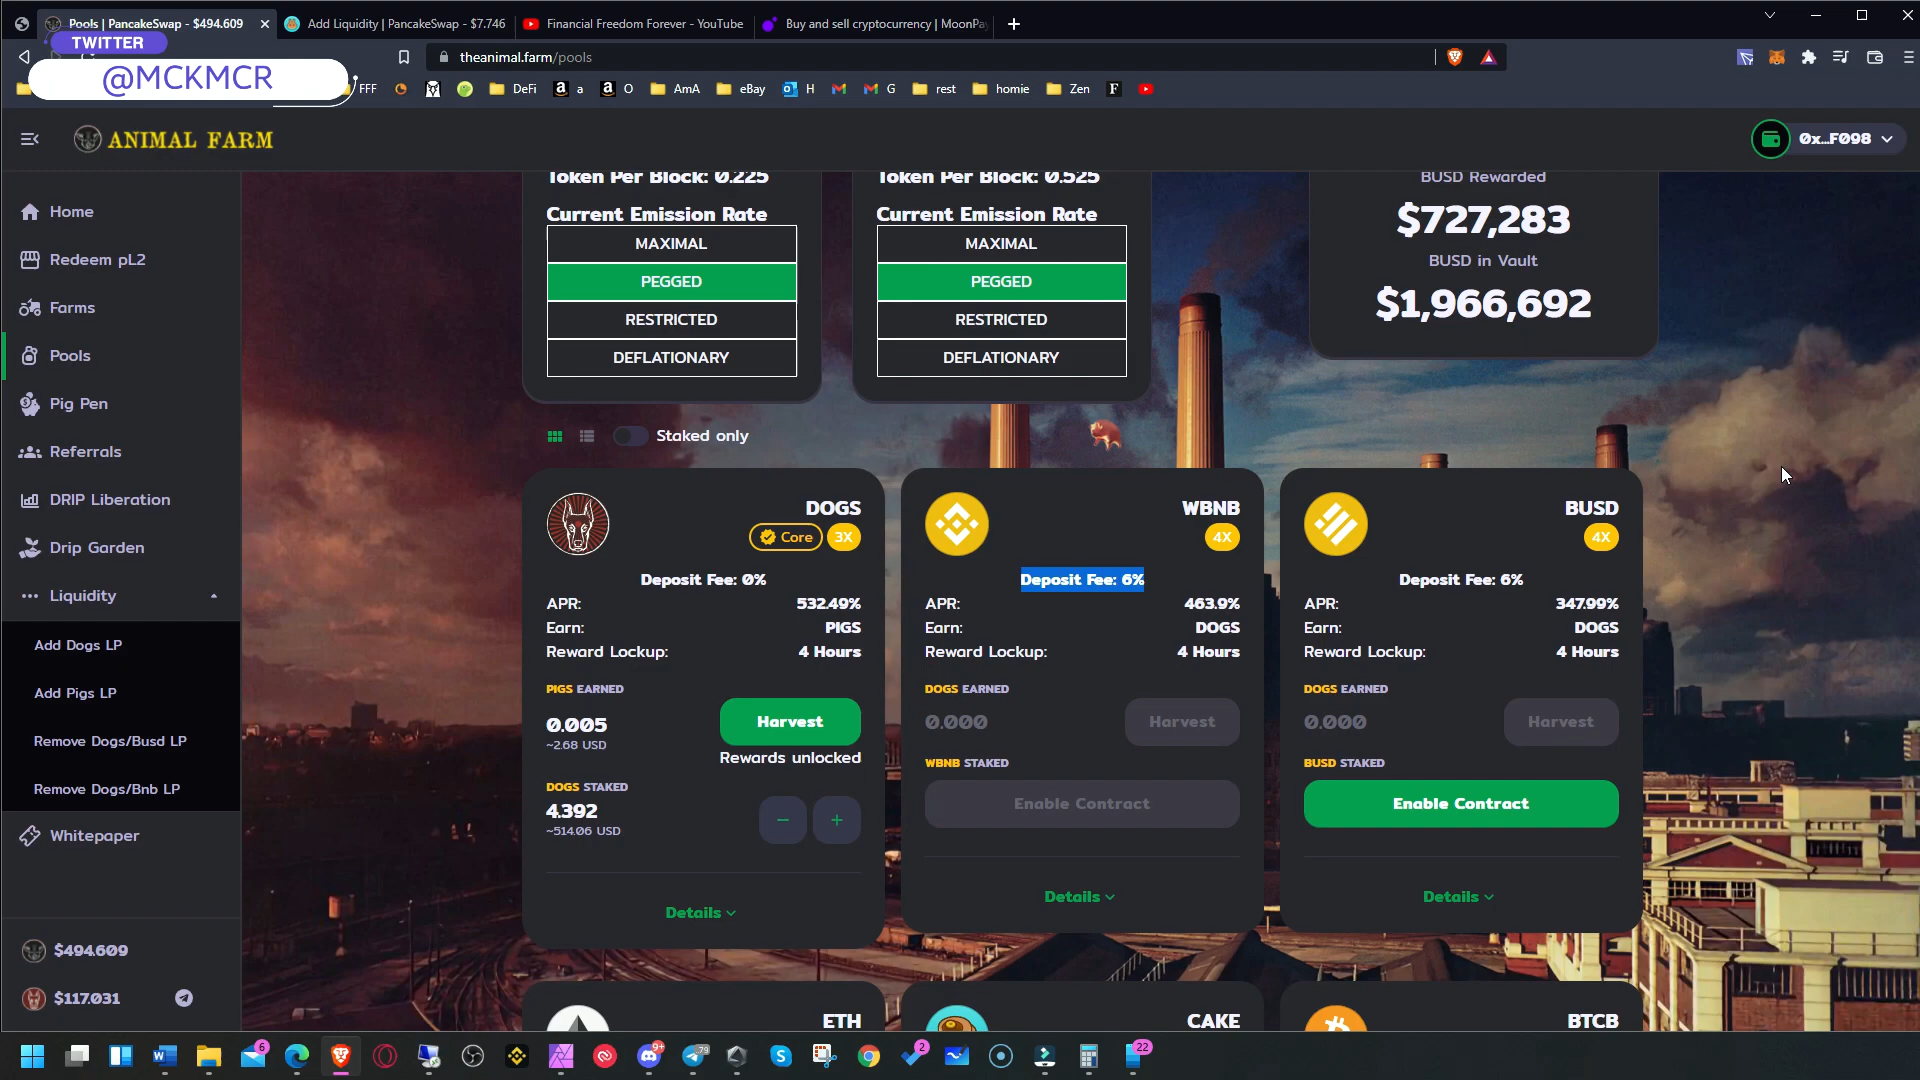 Pools | PancakeSwap - $494.609
Add Liquidity | PancakeSwap - $7.746
Financial Freedom Forever - YouTube
Buy and sell cryptocurrency | MoonPa
TWITTER
@MCKMCR
theanimal.farm/pools
FFF
DeFi
a
O
AmA
eBay
H
G
rest
homie
Zen
ANIMAL FARM
0x...F098
Home
Redeem pL2
Farms
Pools
Pig Pen
Referrals
DRIP Liberation
Drip Garden
Liquidity
Add Dogs LP
Add Pigs LP
Remove Dogs/Busd LP
Remove Dogs/Bnb LP
Whitepaper
$494.609
$117.031
Token Per Block: 0.225
Current Emission Rate
MAXIMAL
PEGGED
RESTRICTED
DEFLATIONARY
Token Per Block: 0.525
Current Emission Rate
MAXIMAL
PEGGED
RESTRICTED
DEFLATIONARY
BUSD Rewarded
$727,283
BUSD in Vault
$1,966,692
Staked only
DOGS
Core
3X
Deposit Fee: 0%
APR: 532.49%
Earn: PIGS
Reward Lockup: 4 Hours
PIGS EARNED
0.005
~2.68 USD
Harvest
Rewards unlocked
DOGS STAKED
4.392
~514.06 USD
Details
WBNB
4X
Deposit Fee: 6%
APR: 463.9%
Earn: DOGS
Reward Lockup: 4 Hours
DOGS EARNED
0.000
Harvest
WBNB STAKED
Enable Contract
Details
BUSD
4X
Deposit Fee: 6%
APR: 347.99%
Earn: DOGS
Reward Lockup: 4 Hours
DOGS EARNED
0.000
Harvest
BUSD STAKED
Enable Contract
Details
ETH
CAKE
BTCB
6
9+
79
2
22